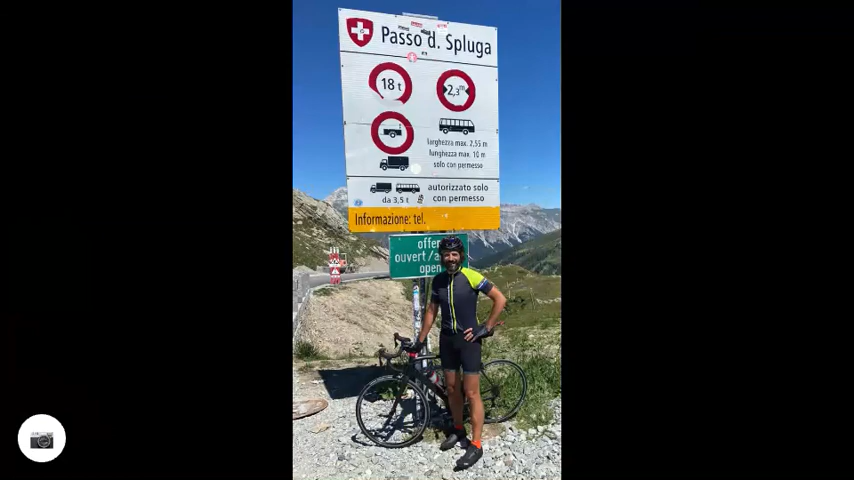 Passo d. Spluga
18 t
2,3 m
larghezza max. 2,55 m
lunghezza max. 10 m
solo con permesso
autorizzato solo
da 3,5 t
con permesso
Informazione: tel.
offe
ouvert/a
open